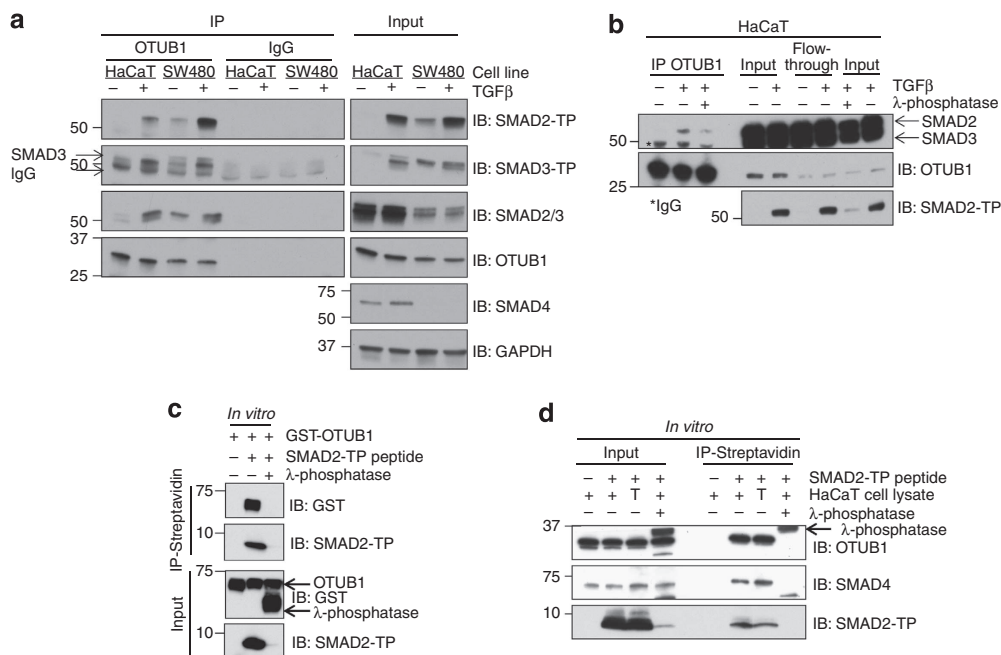 a
IP Input
OTUB1 IgG
HaCaT SW480 HaCaT SW480 HaCaT SW480 Cell line
– + – + – + – + – + – + TGFβ
50 IB: SMAD2-TP
SMAD3
50
IgG
IB: SMAD3-TP
50 IB: SMAD2/3
37
25
IB: OTUB1
75
50
IB: SMAD4
37 IB: GAPDH
b
HaCaT
IP OTUB1 Input Flow-through Input
– + + – + – + + + TGFβ
– – + – – – – + – λ-phosphatase
50 * SMAD2
SMAD3
25 IB: OTUB1
*IgG
50 IB: SMAD2-TP
c
In vitro
+ + + GST-OTUB1
– + + SMAD2-TP peptide
– – + λ-phosphatase
IP-Streptavidin
75 IB: GST
10 IB: SMAD2-TP
Input
75 OTUB1
IB: GST
λ-phosphatase
10 IB: SMAD2-TP
d
In vitro
Input IP-Streptavidin
– + + + – + + + SMAD2-TP peptide
+ + T + + + T + HaCaT cell lysate
– – – + – – – + λ-phosphatase
37 λ-phosphatase
IB: OTUB1
75 IB: SMAD4
10 IB: SMAD2-TP